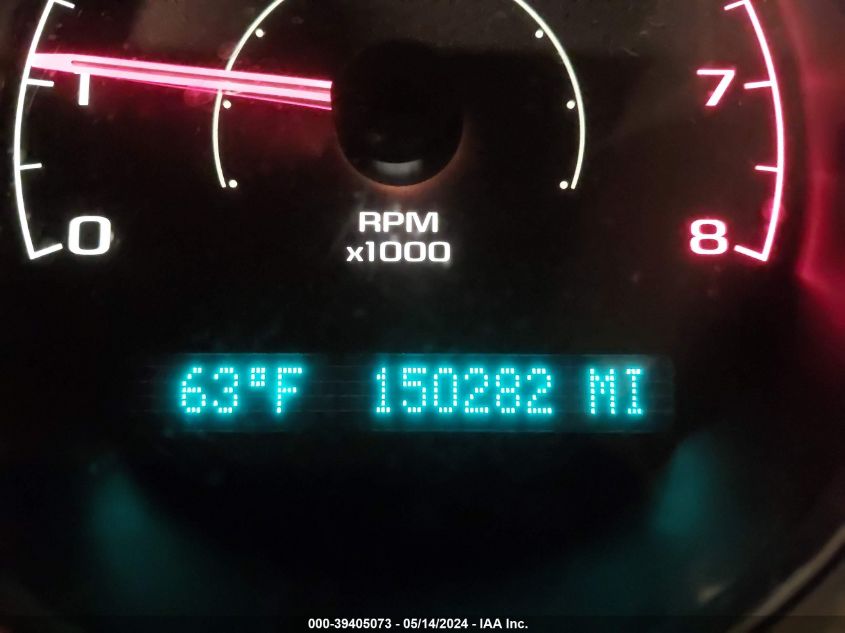 1 7
0 8
RPM
x1000
63°F 150282 MI
000-39405073 - 05/14/2024 - IAA Inc.